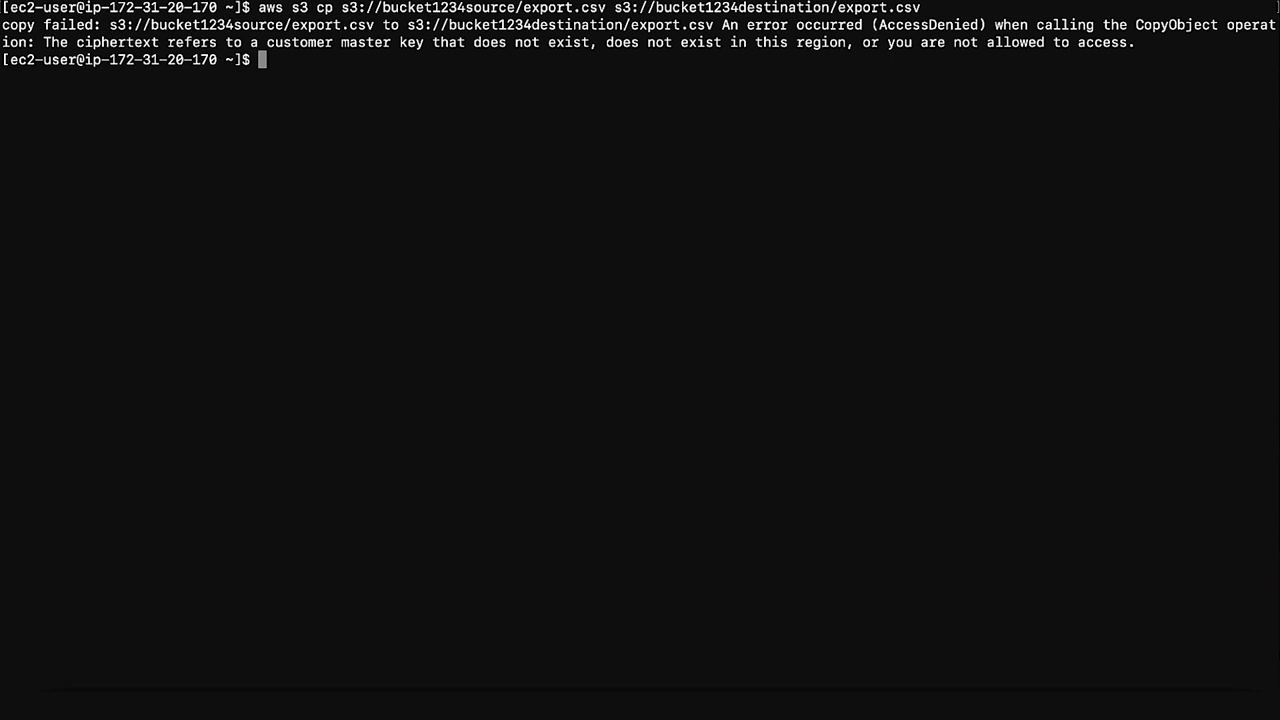 [ec2-user@ip-172-31-20-170 ~]$ aws s3 cp s3://bucket1234source/export.csv s3://bucket1234destination/export.csv ]
copy failed: s3://bucket1234source/export.csv to s3://bucket1234destination/export.csv An error occurred (AccessDenied) when calling the CopyObject operat
ion: The ciphertext refers to a customer master key that does not exist, does not exist in this region, or you are not allowed to access.
[ec2-user@ip-172-31-20-170 ~]$